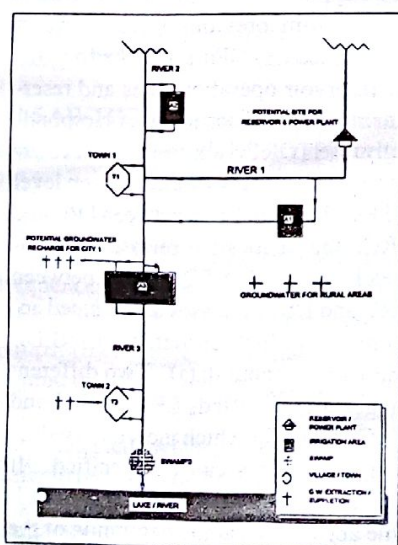 RIVER 2
POTENTIAL SITE FOR
RESERVOIR & POWER PLANT
TOWN 1
T1
RIVER 1
POTENTIAL GROUNDWATER
RECHARGE FOR CITY 1
GROUNDWATER FOR RURAL AREAS
RIVER 3
TOWN 2
T2
SWAMPS
LAKE / RIVER
RESERVOIR /
POWER PLANT
IRRIGATION AREA
SWAMP
VILLAGE / TOWN
G.W. EXTRACTION /